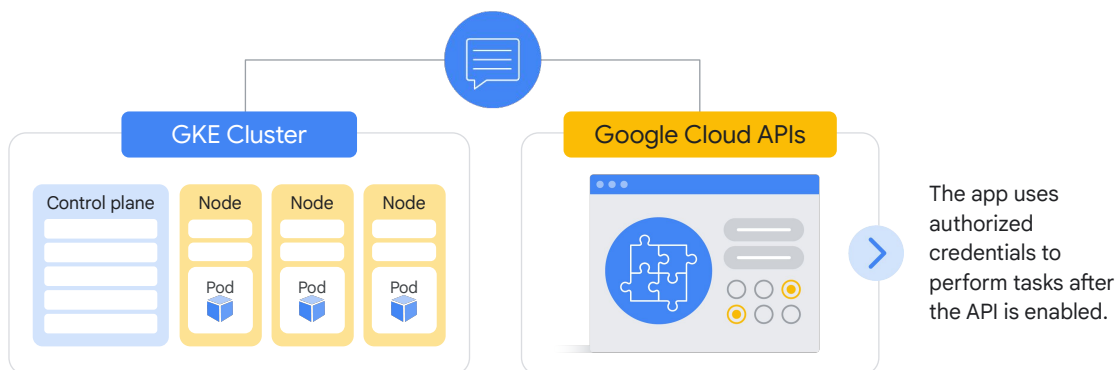 GKE Cluster
Google Cloud APIs
Control plane
Node
Node
Node
Pod
Pod
Pod
The app uses
authorized
credentials to
perform tasks after
the API is enabled.